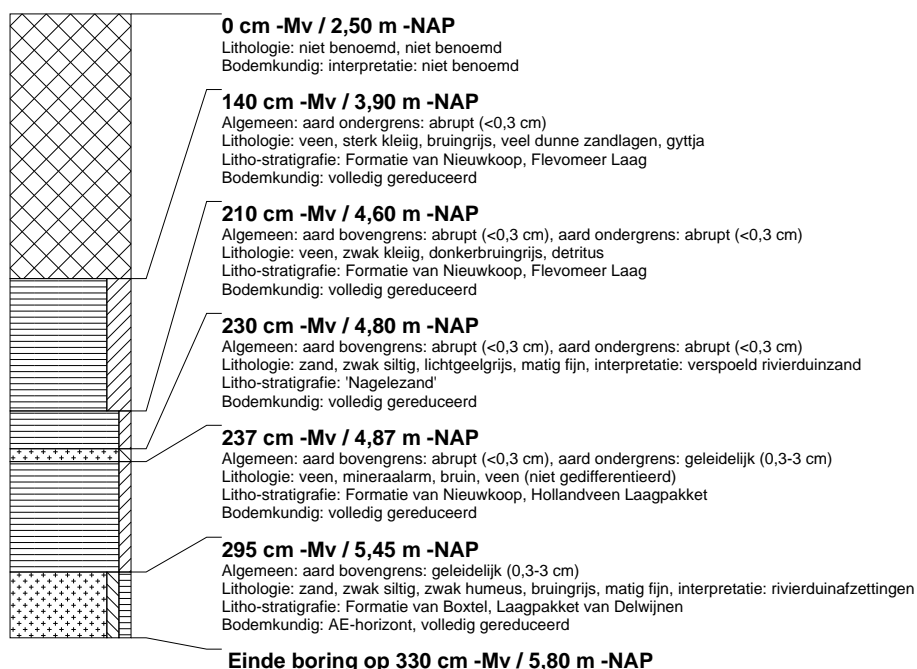 0 cm -Mv / 2,50 m -NAP
Lithologie: niet benoemd, niet benoemd
Bodemkundig: interpretatie: niet benoemd
140 cm -Mv / 3,90 m -NAP
Algemeen: aard ondergrens: abrupt (<0,3 cm)
Lithologie: veen, sterk kleiig, bruingrijs, veel dunne zandlagen, gyttja
Litho-stratigrafie: Formatie van Nieuwkoop, Flevomeer Laag
Bodemkundig: volledig gereduceerd
210 cm -Mv / 4,60 m -NAP
Algemeen: aard bovengrens: abrupt (<0,3 cm), aard ondergrens: abrupt (<0,3 cm)
Lithologie: veen, zwak kleiig, donkerbruingrijs, detritus
Litho-stratigrafie: Formatie van Nieuwkoop, Flevomeer Laag
Bodemkundig: volledig gereduceerd
230 cm -Mv / 4,80 m -NAP
Algemeen: aard bovengrens: abrupt (<0,3 cm), aard ondergrens: abrupt (<0,3 cm)
Lithologie: zand, zwak siltig, lichtgeelgrijs, matig fijn, interpretatie: verspoeld rivierduinzand
Litho-stratigrafie: 'Nagelezand'
Bodemkundig: volledig gereduceerd
237 cm -Mv / 4,87 m -NAP
Algemeen: aard bovengrens: abrupt (<0,3 cm), aard ondergrens: geleidelijk (0,3-3 cm)
Lithologie: veen, mineraalarm, bruin, veen (niet gedifferentieerd)
Litho-stratigrafie: Formatie van Nieuwkoop, Hollandveen Laagpakket
Bodemkundig: volledig gereduceerd
295 cm -Mv / 5,45 m -NAP
Algemeen: aard bovengrens: geleidelijk (0,3-3 cm)
Lithologie: zand, zwak siltig, zwak humeus, bruingrijs, matig fijn, interpretatie: rivierduinafzettingen
Litho-stratigrafie: Formatie van Boxtel, Laagpakket van Delwijnen
Bodemkundig: AE-horizont, volledig gereduceerd
Einde boring op 330 cm -Mv / 5,80 m -NAP